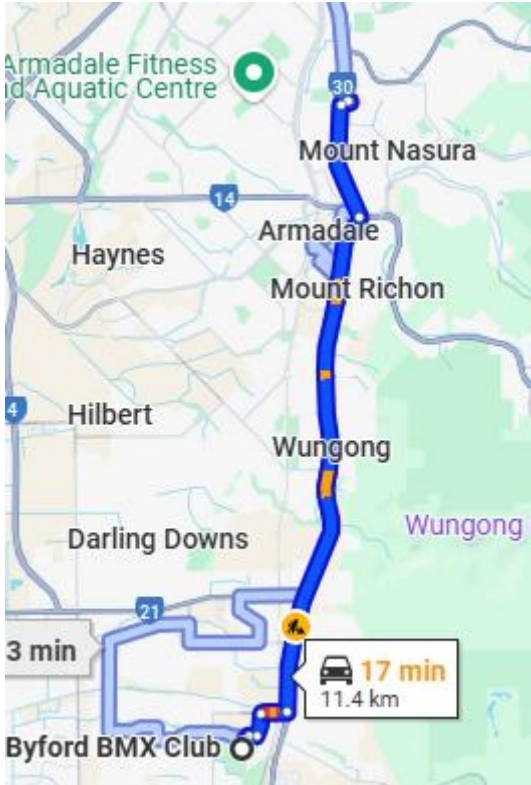 Armadale Fitness
nd Aquatic Centre
30
Mount Nasura
14
Armadale
Haynes
Mount Richon
4
Hilbert
Wungong
Darling Downs
Wungong
21
3 min
17 min
11.4 km
Byford BMX Club